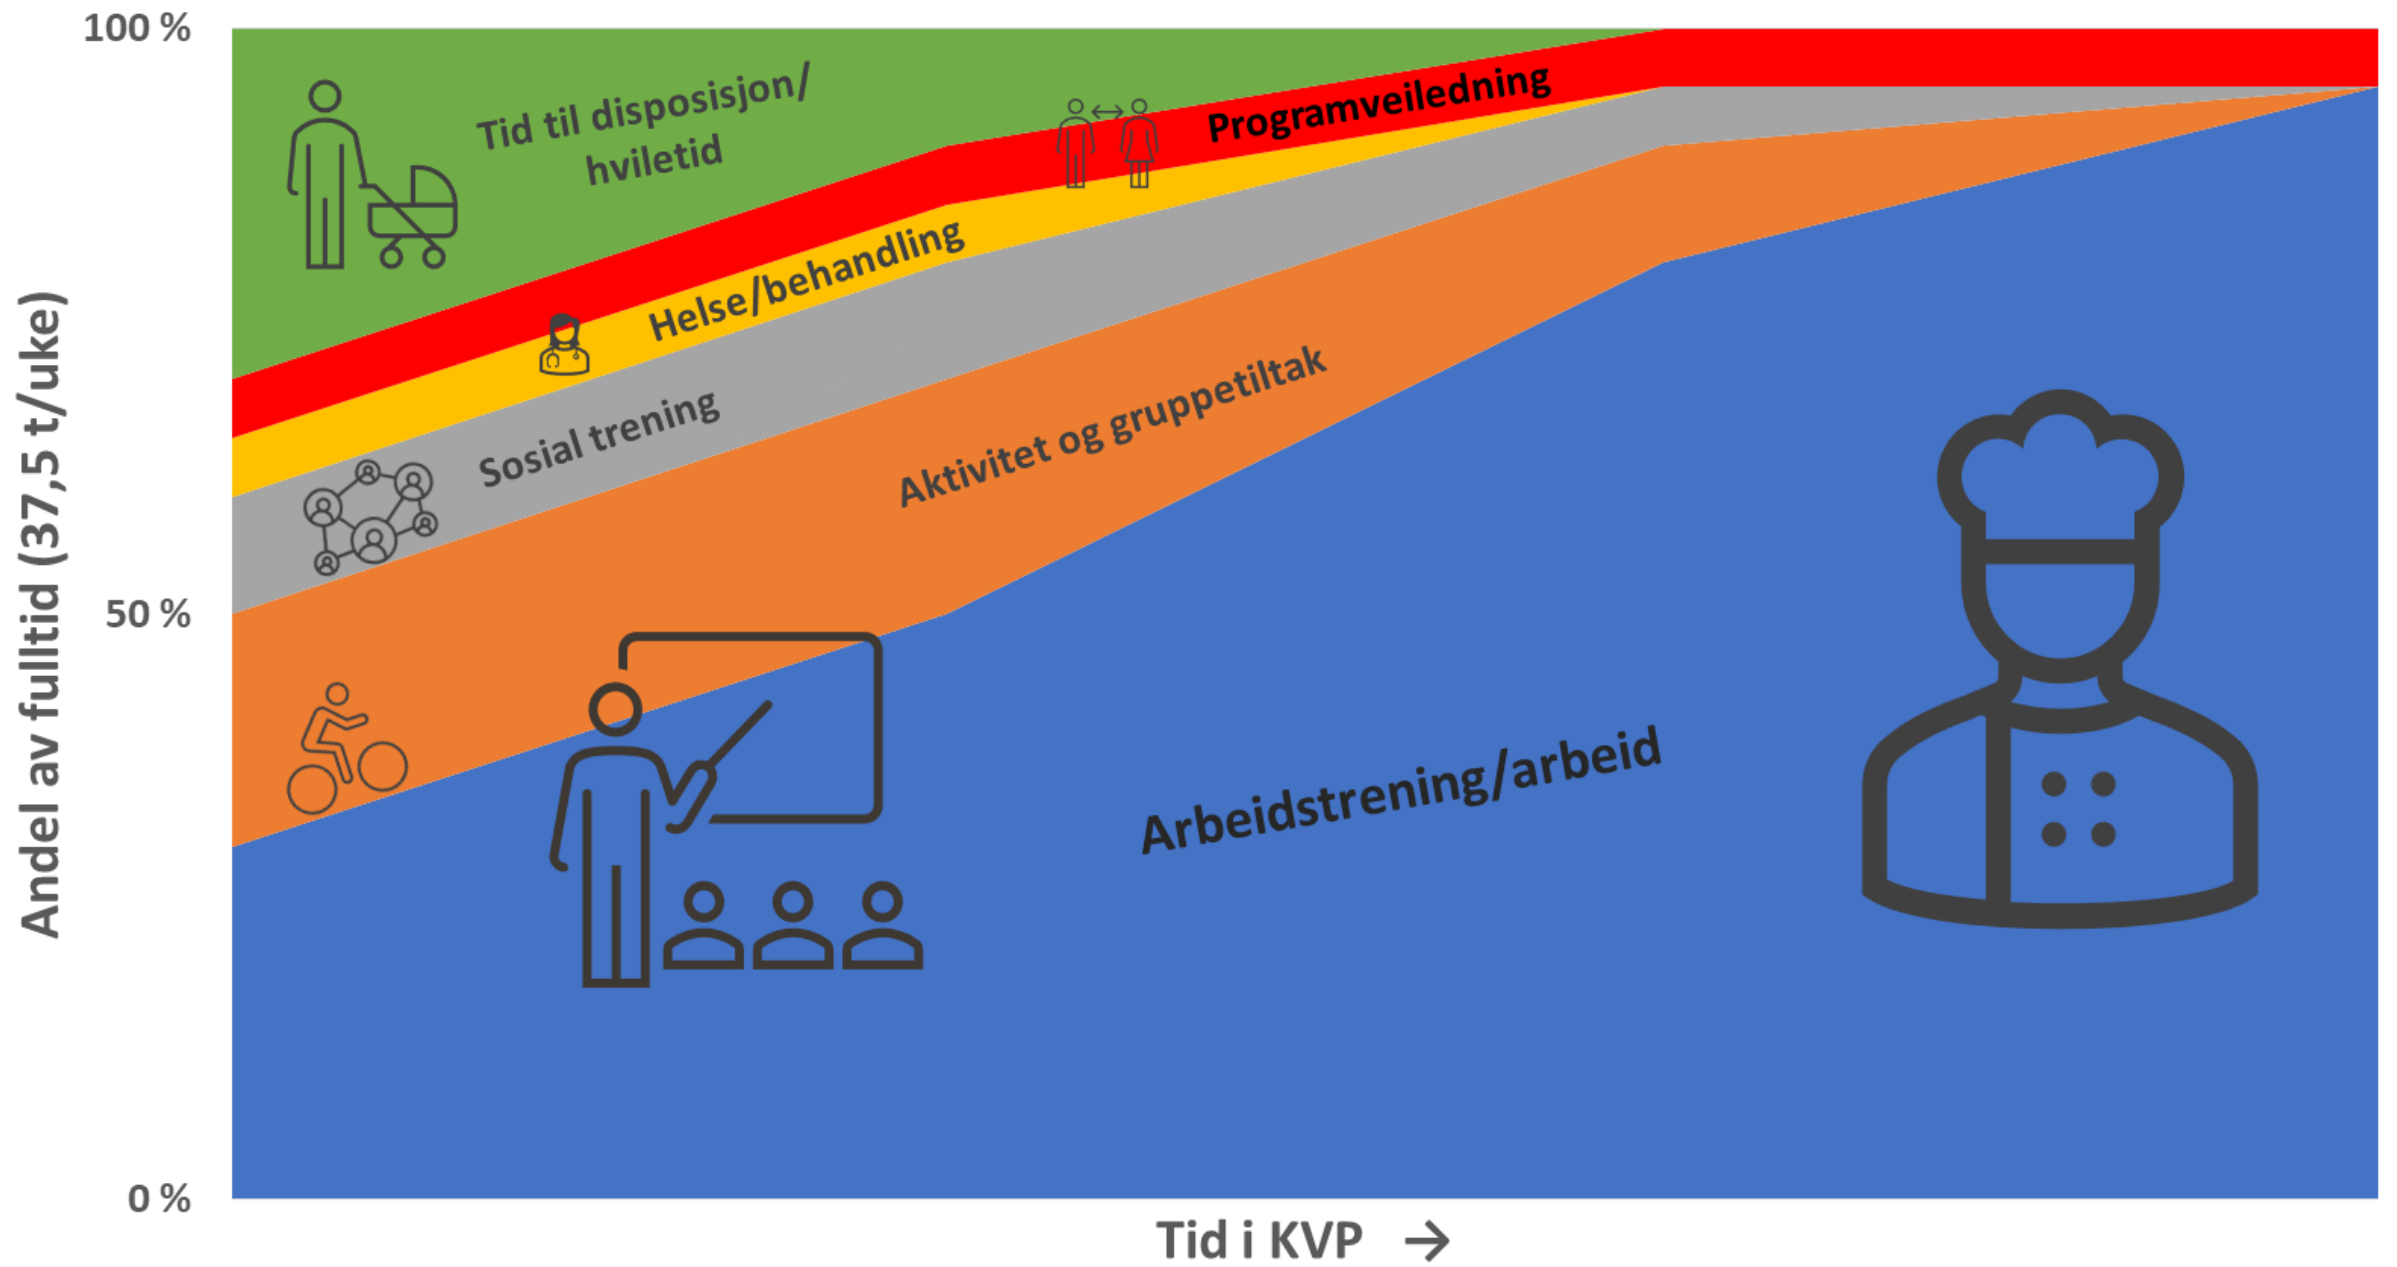 100 %
Tid til disposisjon/
hviletid
Programveiledning
Helse/behandling
Sosial trening
Aktivitet og gruppetiltak
50 %
Arbeidstrening/arbeid
0 %
Andel av fulltid (37,5 t/uke)
Tid i KVP →